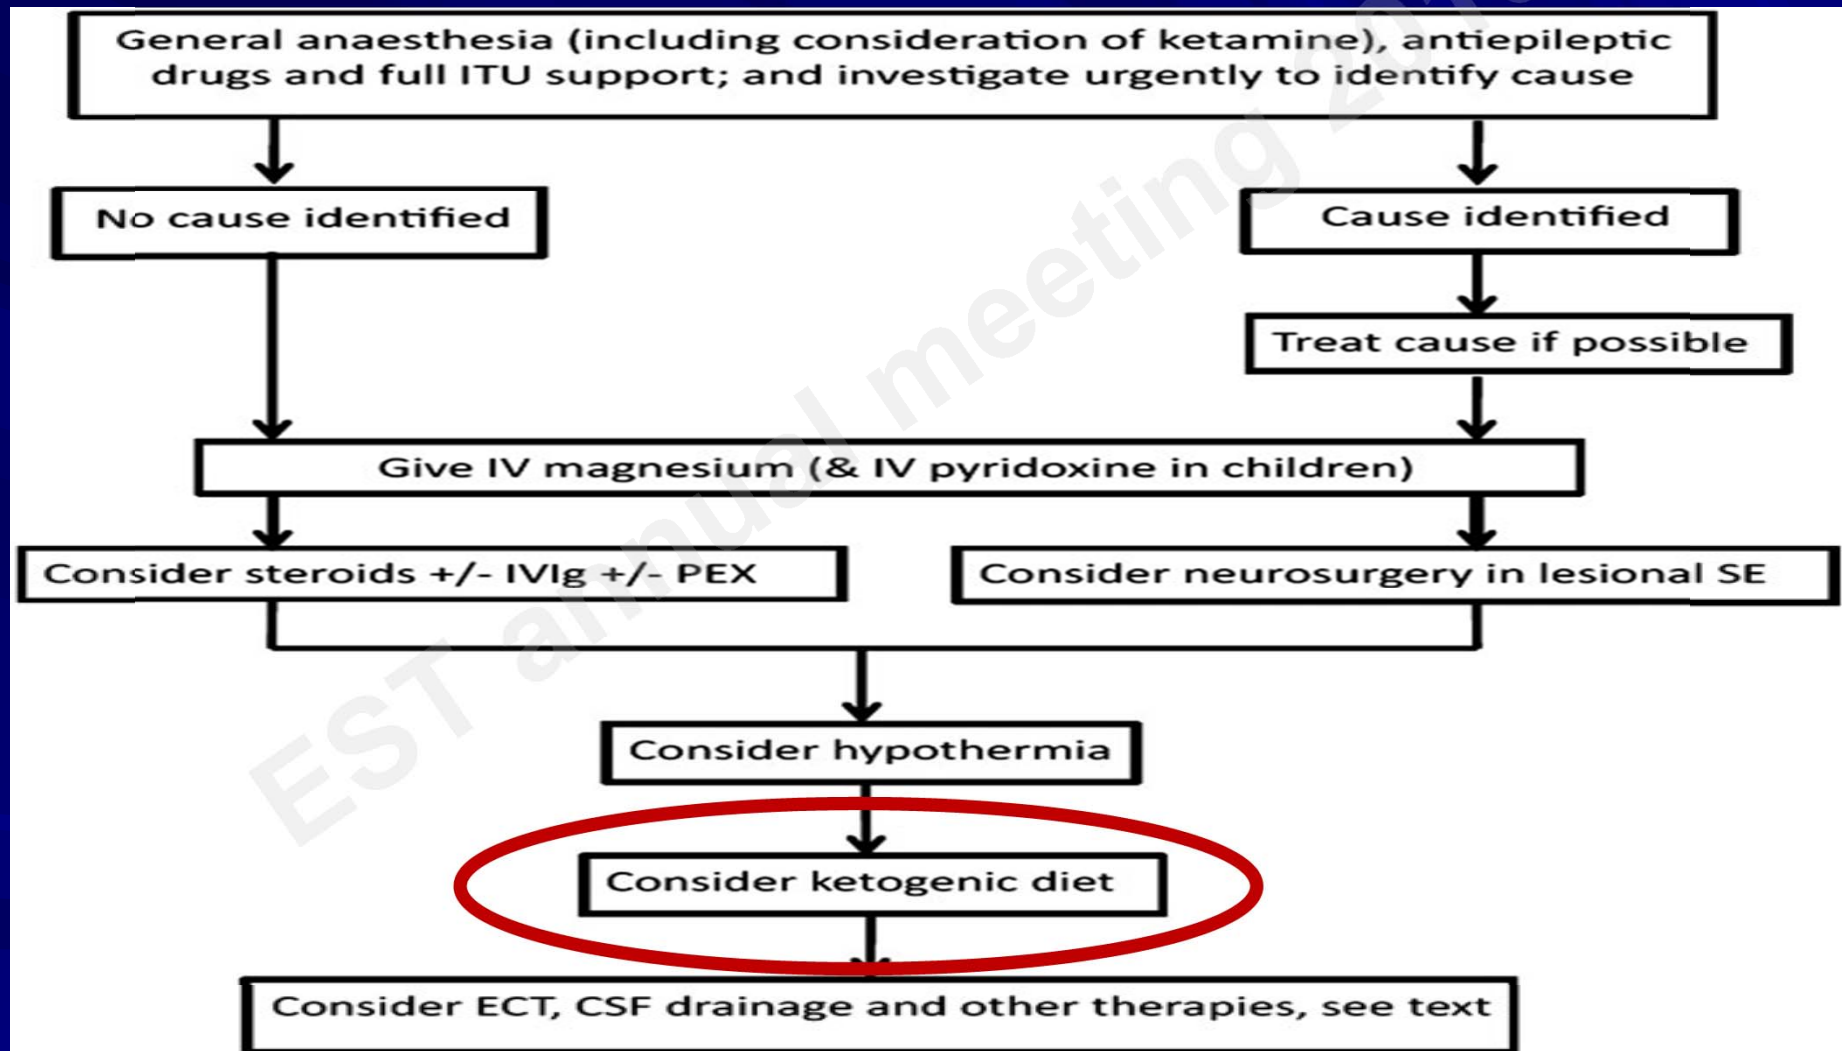 General anaesthesia (including consideration of ketamine), antiepileptic
drugs and full ITU support; and investigate urgently to identify cause
No cause identified
Cause identified
Treat cause if possible
Give IV magnesium (& IV pyridoxine in children)
Consider steroids +/- IVIg +/- PEX
Consider neurosurgery in lesional SE
Consider hypothermia
Consider ketogenic diet
Consider ECT, CSF drainage and other therapies, see text
EST annual meeting